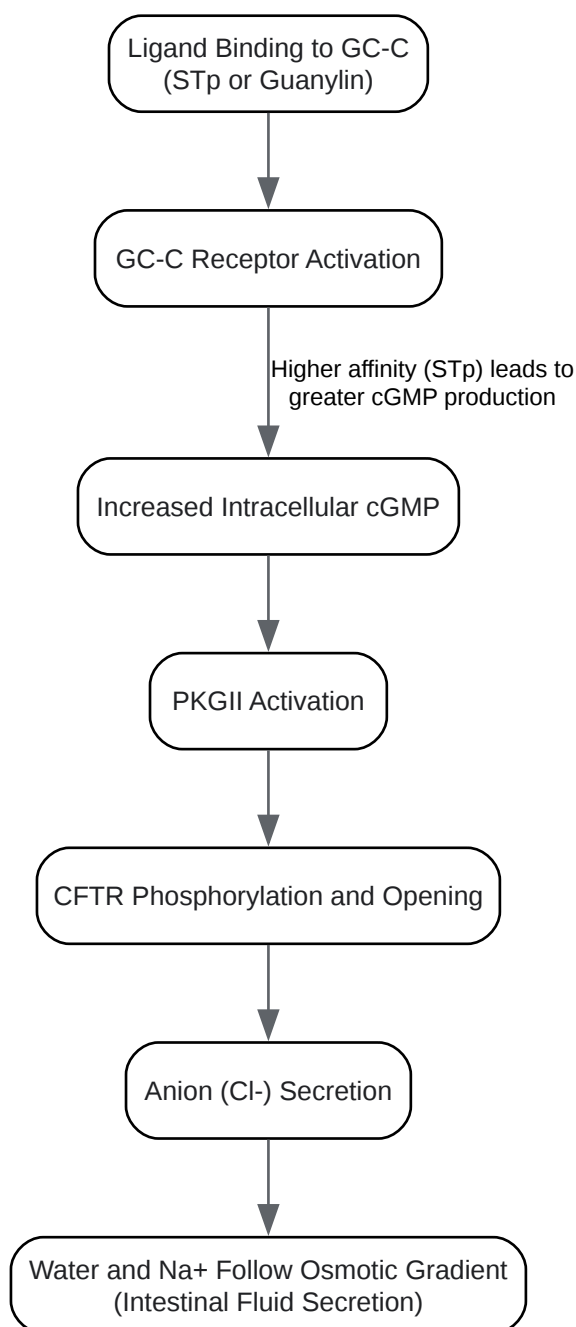 Ligand Binding to GC-C
(STp or Guanylin)
GC-C Receptor Activation
Higher affinity (STp) leads to
greater cGMP production
Increased Intracellular cGMP
PKGII Activation
CFTR Phosphorylation and Opening
Anion (Cl-) Secretion
Water and Na+ Follow Osmotic Gradient
(Intestinal Fluid Secretion)